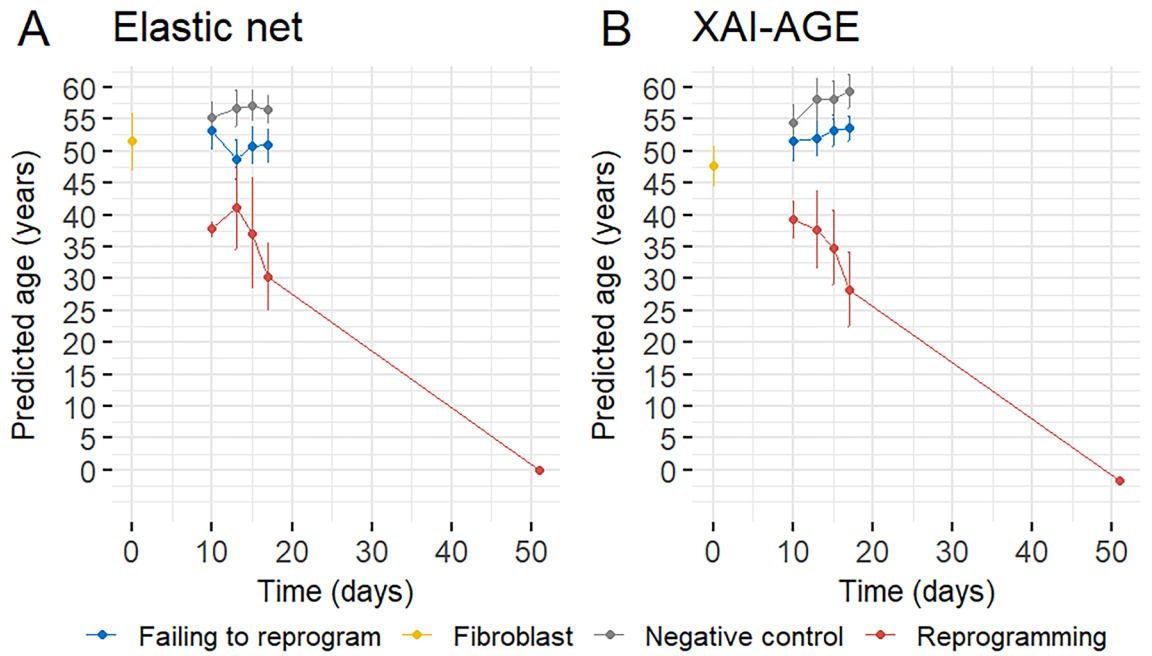 A Elastic net
B XAI-AGE
Predicted age (years)
60
55
50
45
40
35
30
25
20
15
10
5
0
0 10 20 30 40 50
Time (days)
Predicted age (years)
60
55
50
45
40
35
30
25
20
15
10
5
0
0 10 20 30 40 50
Time (days)
Failing to reprogram Fibroblast Negative control Reprogramming